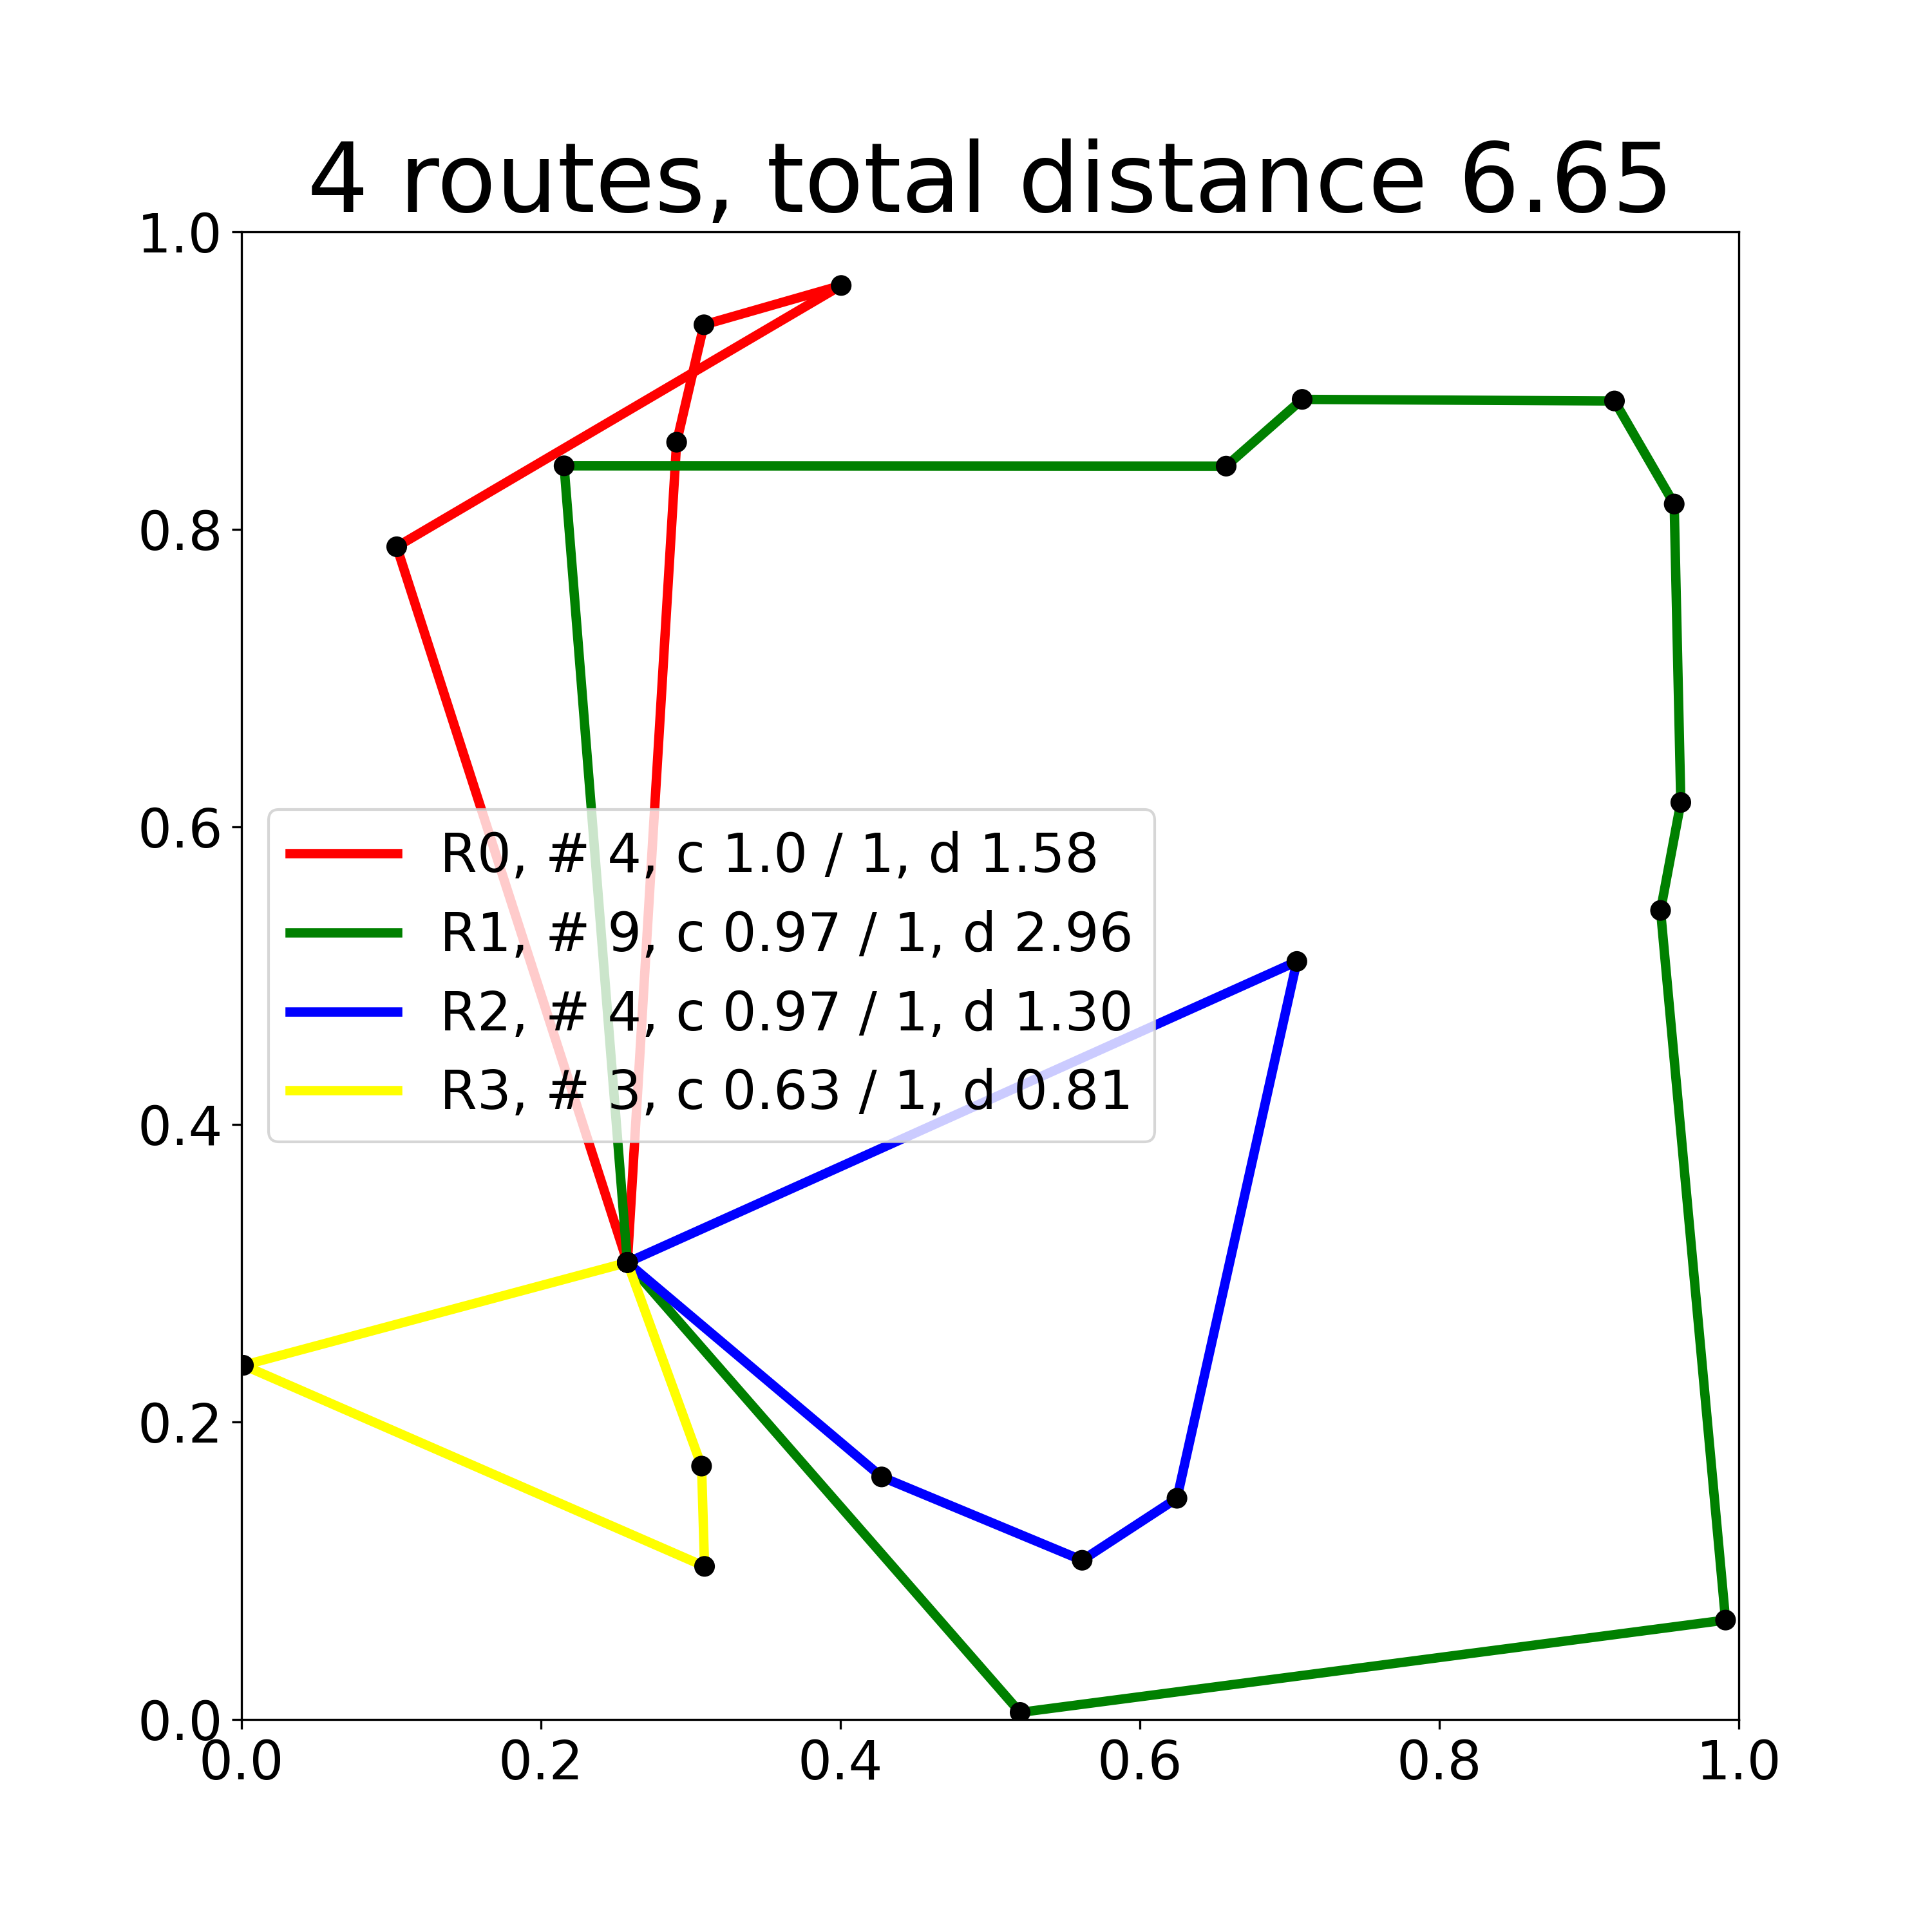 4 routes, total distance 6.65
1.0
0.8
0.6
0.4
0.2
0.0
R0, # 4, c 1.0 / 1, d 1.58
R1, # 9, c 0.97 / 1, d 2.96
R2, # 4, c 0.97 / 1, d 1.30
R3, # 3, c 0.63 / 1, d 0.81
0.0 0.2 0.4 0.6 0.8 1.0